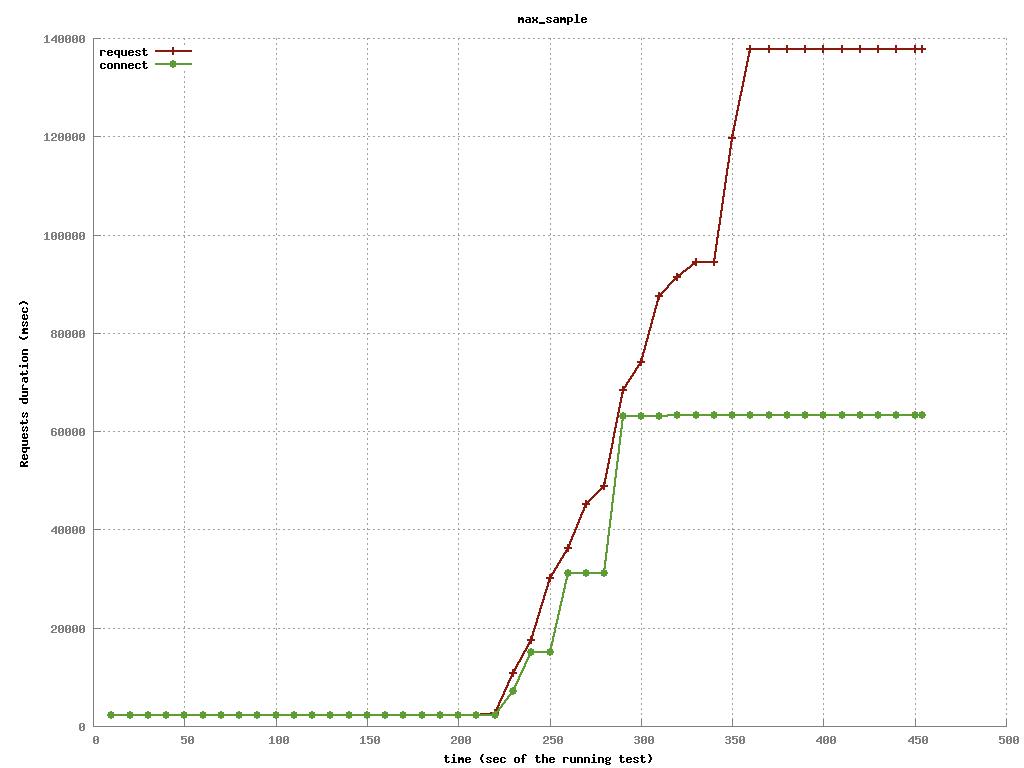 max_sample
request
connect
140000
120000
100000
80000
60000
40000
20000
0
Requests duration (msec)
0 50 100 150 200 250 300 350 400 450 500
time (sec of the running test)